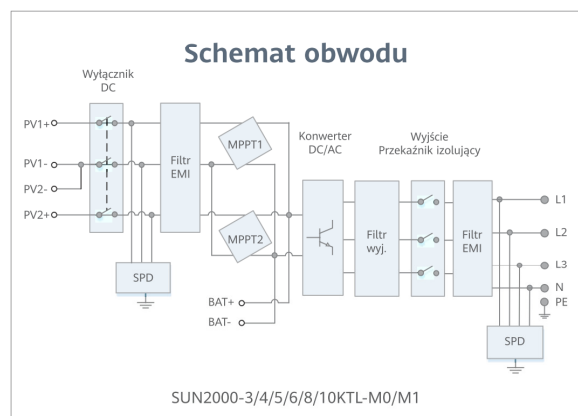 Schemat obwodu
Wyłącznik
DC
PV1+
PV1-
PV2-
PV2+
Filtr
EMI
MPPT1
MPPT2
SPD
BAT+
BAT-
Konwerter
DC/AC
Filtr
wyj.
Wyjście
Przekaźnik izolujący
Filtr
EMI
L1
L2
L3
N
PE
SPD
SUN2000-3/4/5/6/8/10KTL-M0/M1